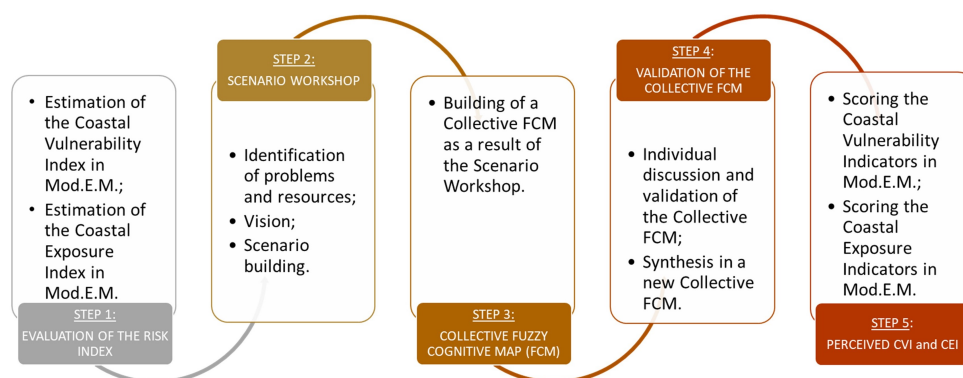 • Estimation of
the Coastal
Vulnerability
Index in
Mod.E.M.;
• Estimation of
the Coastal
Exposure
Index in
Mod.E.M.
STEP 1:
EVALUATION OF THE RISK
INDEX
STEP 2:
SCENARIO WORKSHOP
• Identification
of problems
and resources;
• Vision;
• Scenario
building.
• Building of a
Collective FCM
as a result of
the Scenario
Workshop.
STEP 3:
COLLECTIVE FUZZY
COGNITIVE MAP (FCM)
STEP 4:
VALIDATION OF THE
COLLECTIVE FCM
• Individual
discussion and
validation of
the Collective
FCM;
• Synthesis in a
new Collective
FCM.
• Scoring the
Coastal
Vulnerability
Indicators in
Mod.E.M.;
• Scoring the
Coastal
Exposure
Indicators in
Mod.E.M.
STEP 5:
PERCEIVED CVI and CEI